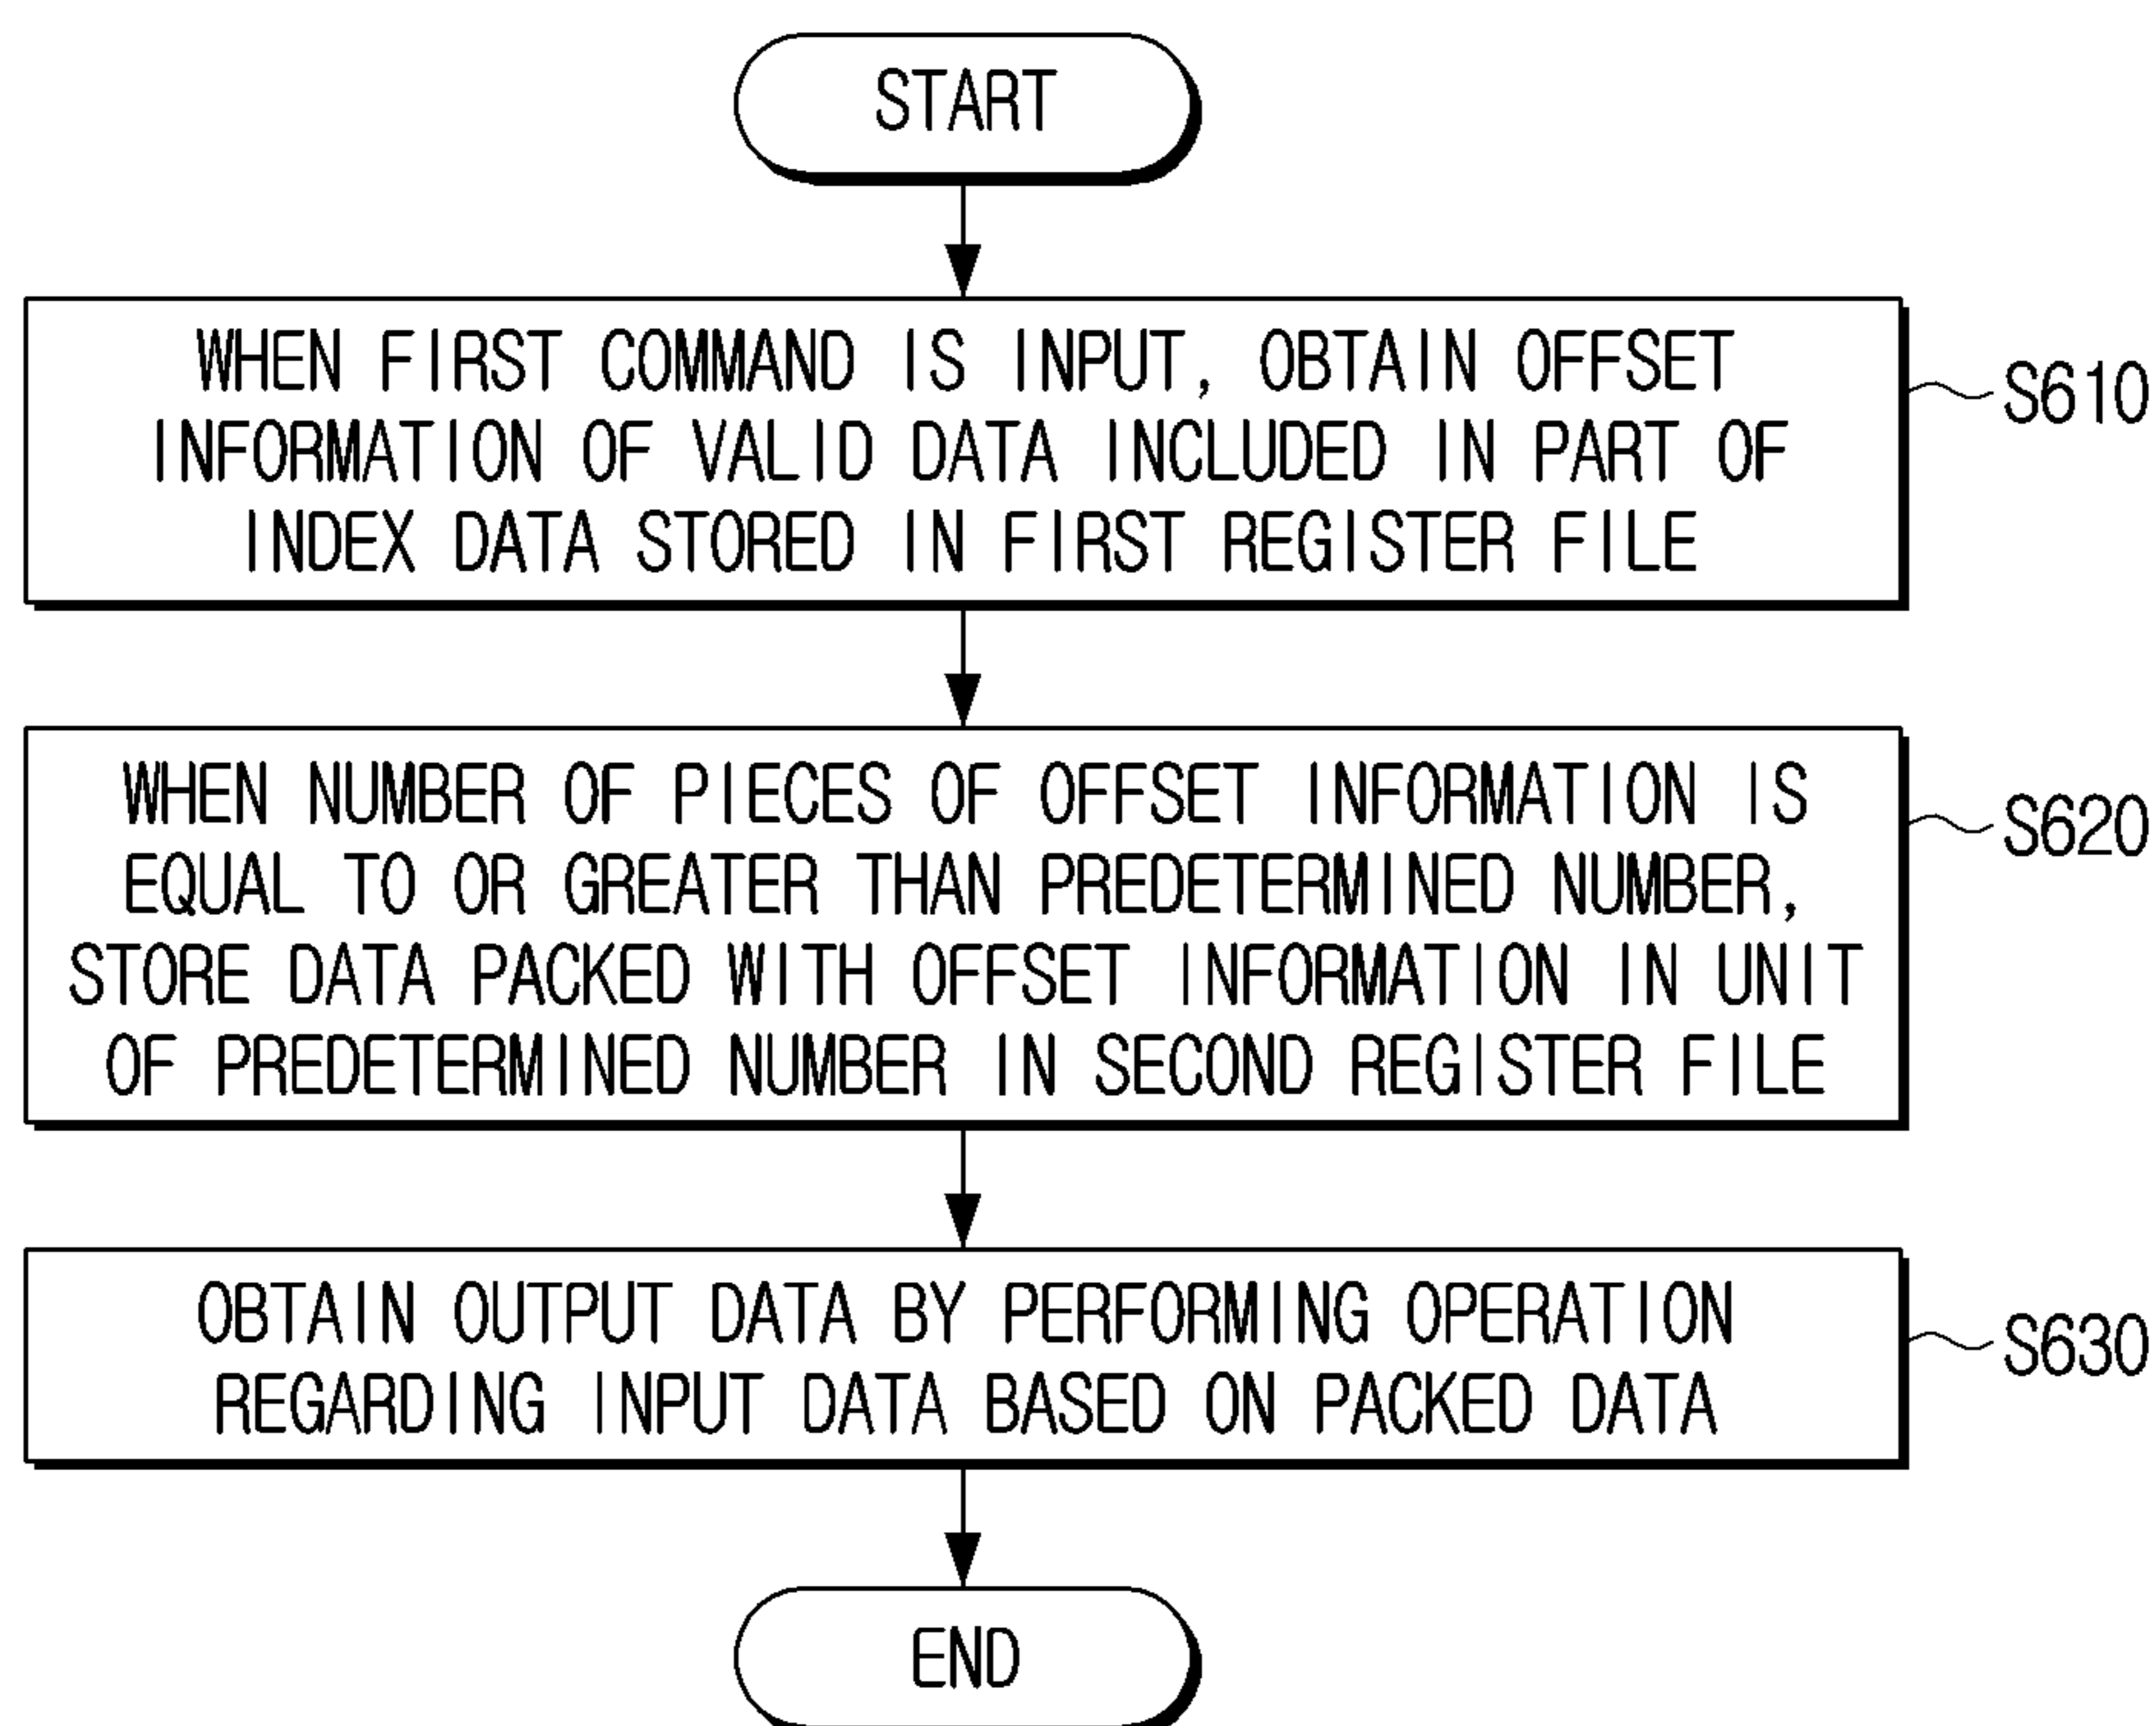 START
WHEN FIRST COMMAND IS INPUT, OBTAIN OFFSET
INFORMATION OF VALID DATA INCLUDED IN PART OF
INDEX DATA STORED IN FIRST REGISTER FILE
S610
WHEN NUMBER OF PIECES OF OFFSET INFORMATION IS
EQUAL TO OR GREATER THAN PREDETERMINED NUMBER,
STORE DATA PACKED WITH OFFSET INFORMATION IN UNIT
OF PREDETERMINED NUMBER IN SECOND REGISTER FILE
S620
OBTAIN OUTPUT DATA BY PERFORMING OPERATION
REGARDING INPUT DATA BASED ON PACKED DATA
S630
END